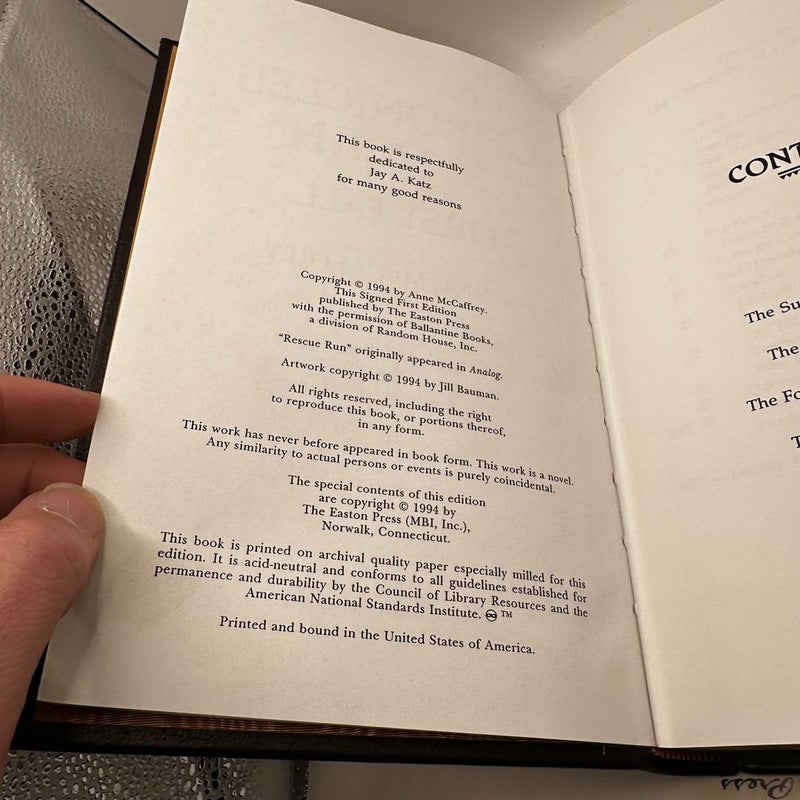 This book is respectfully
dedicated to
Jay A. Katz
for many good reasons
Copyright © 1994 by Anne McCaffrey.
This Signed First Edition
published by The Easton Press
with the permission of Ballantine Books,
a division of Random House, Inc.
"Rescue Run" originally appeared in Analog.
Artwork copyright © 1994 by Jill Bauman.
All rights reserved, including the right
to reproduce this book, or portions thereof,
in any form.
This work has never before appeared in book form. This work is a novel.
Any similarity to actual persons or events is purely coincidental.
The special contents of this edition
are copyright © 1994 by
The Easton Press (MBI, Inc.),
Norwalk, Connecticut.
This book is printed on archival quality paper especially milled for this
edition. It is acid-neutral and conforms to all guidelines established for
permanence and durability by the Council of Library Resources and the
American National Standards Institute. ♾ ™
Printed and bound in the United States of America.
CONT
The Su
The
The Fo
T
Press